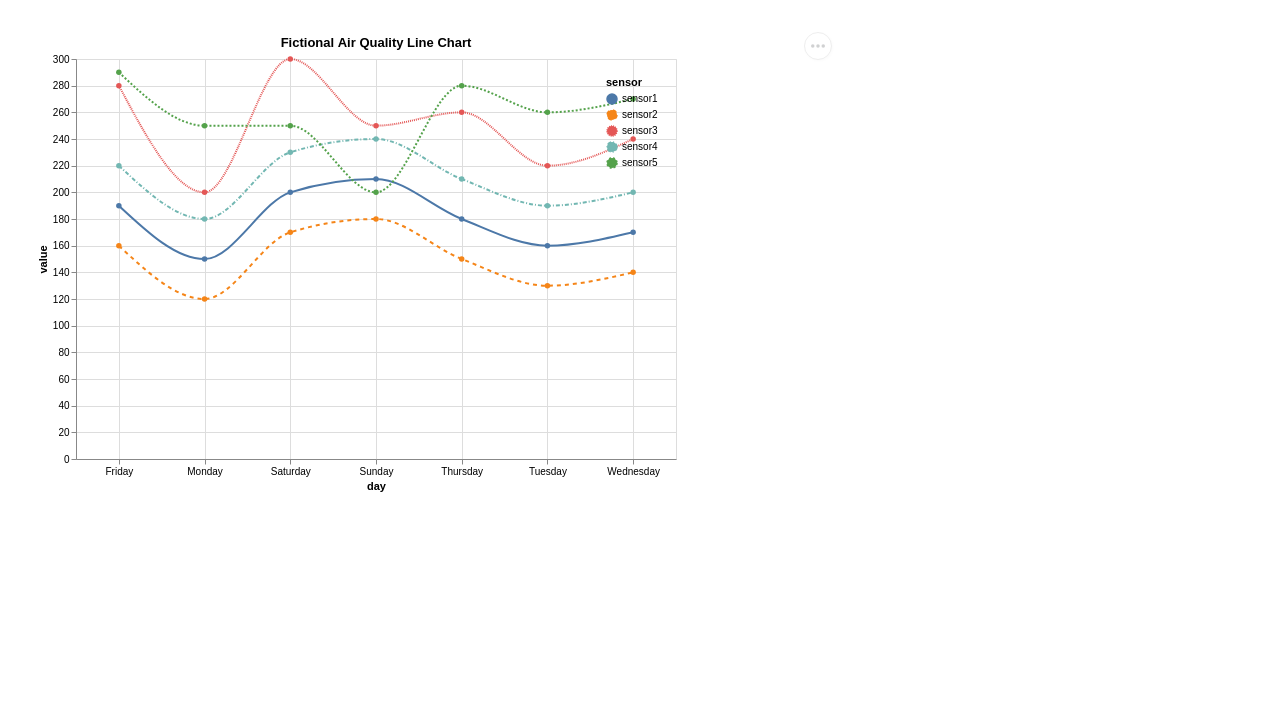 Fictional Air Quality Line Chart
300
280
260
240
220
200
180
160
140
120
100
80
60
40
20
0
value
Friday Monday Saturday Sunday Thursday Tuesday Wednesday
day
sensor
sensor1
sensor2
sensor3
sensor4
sensor5